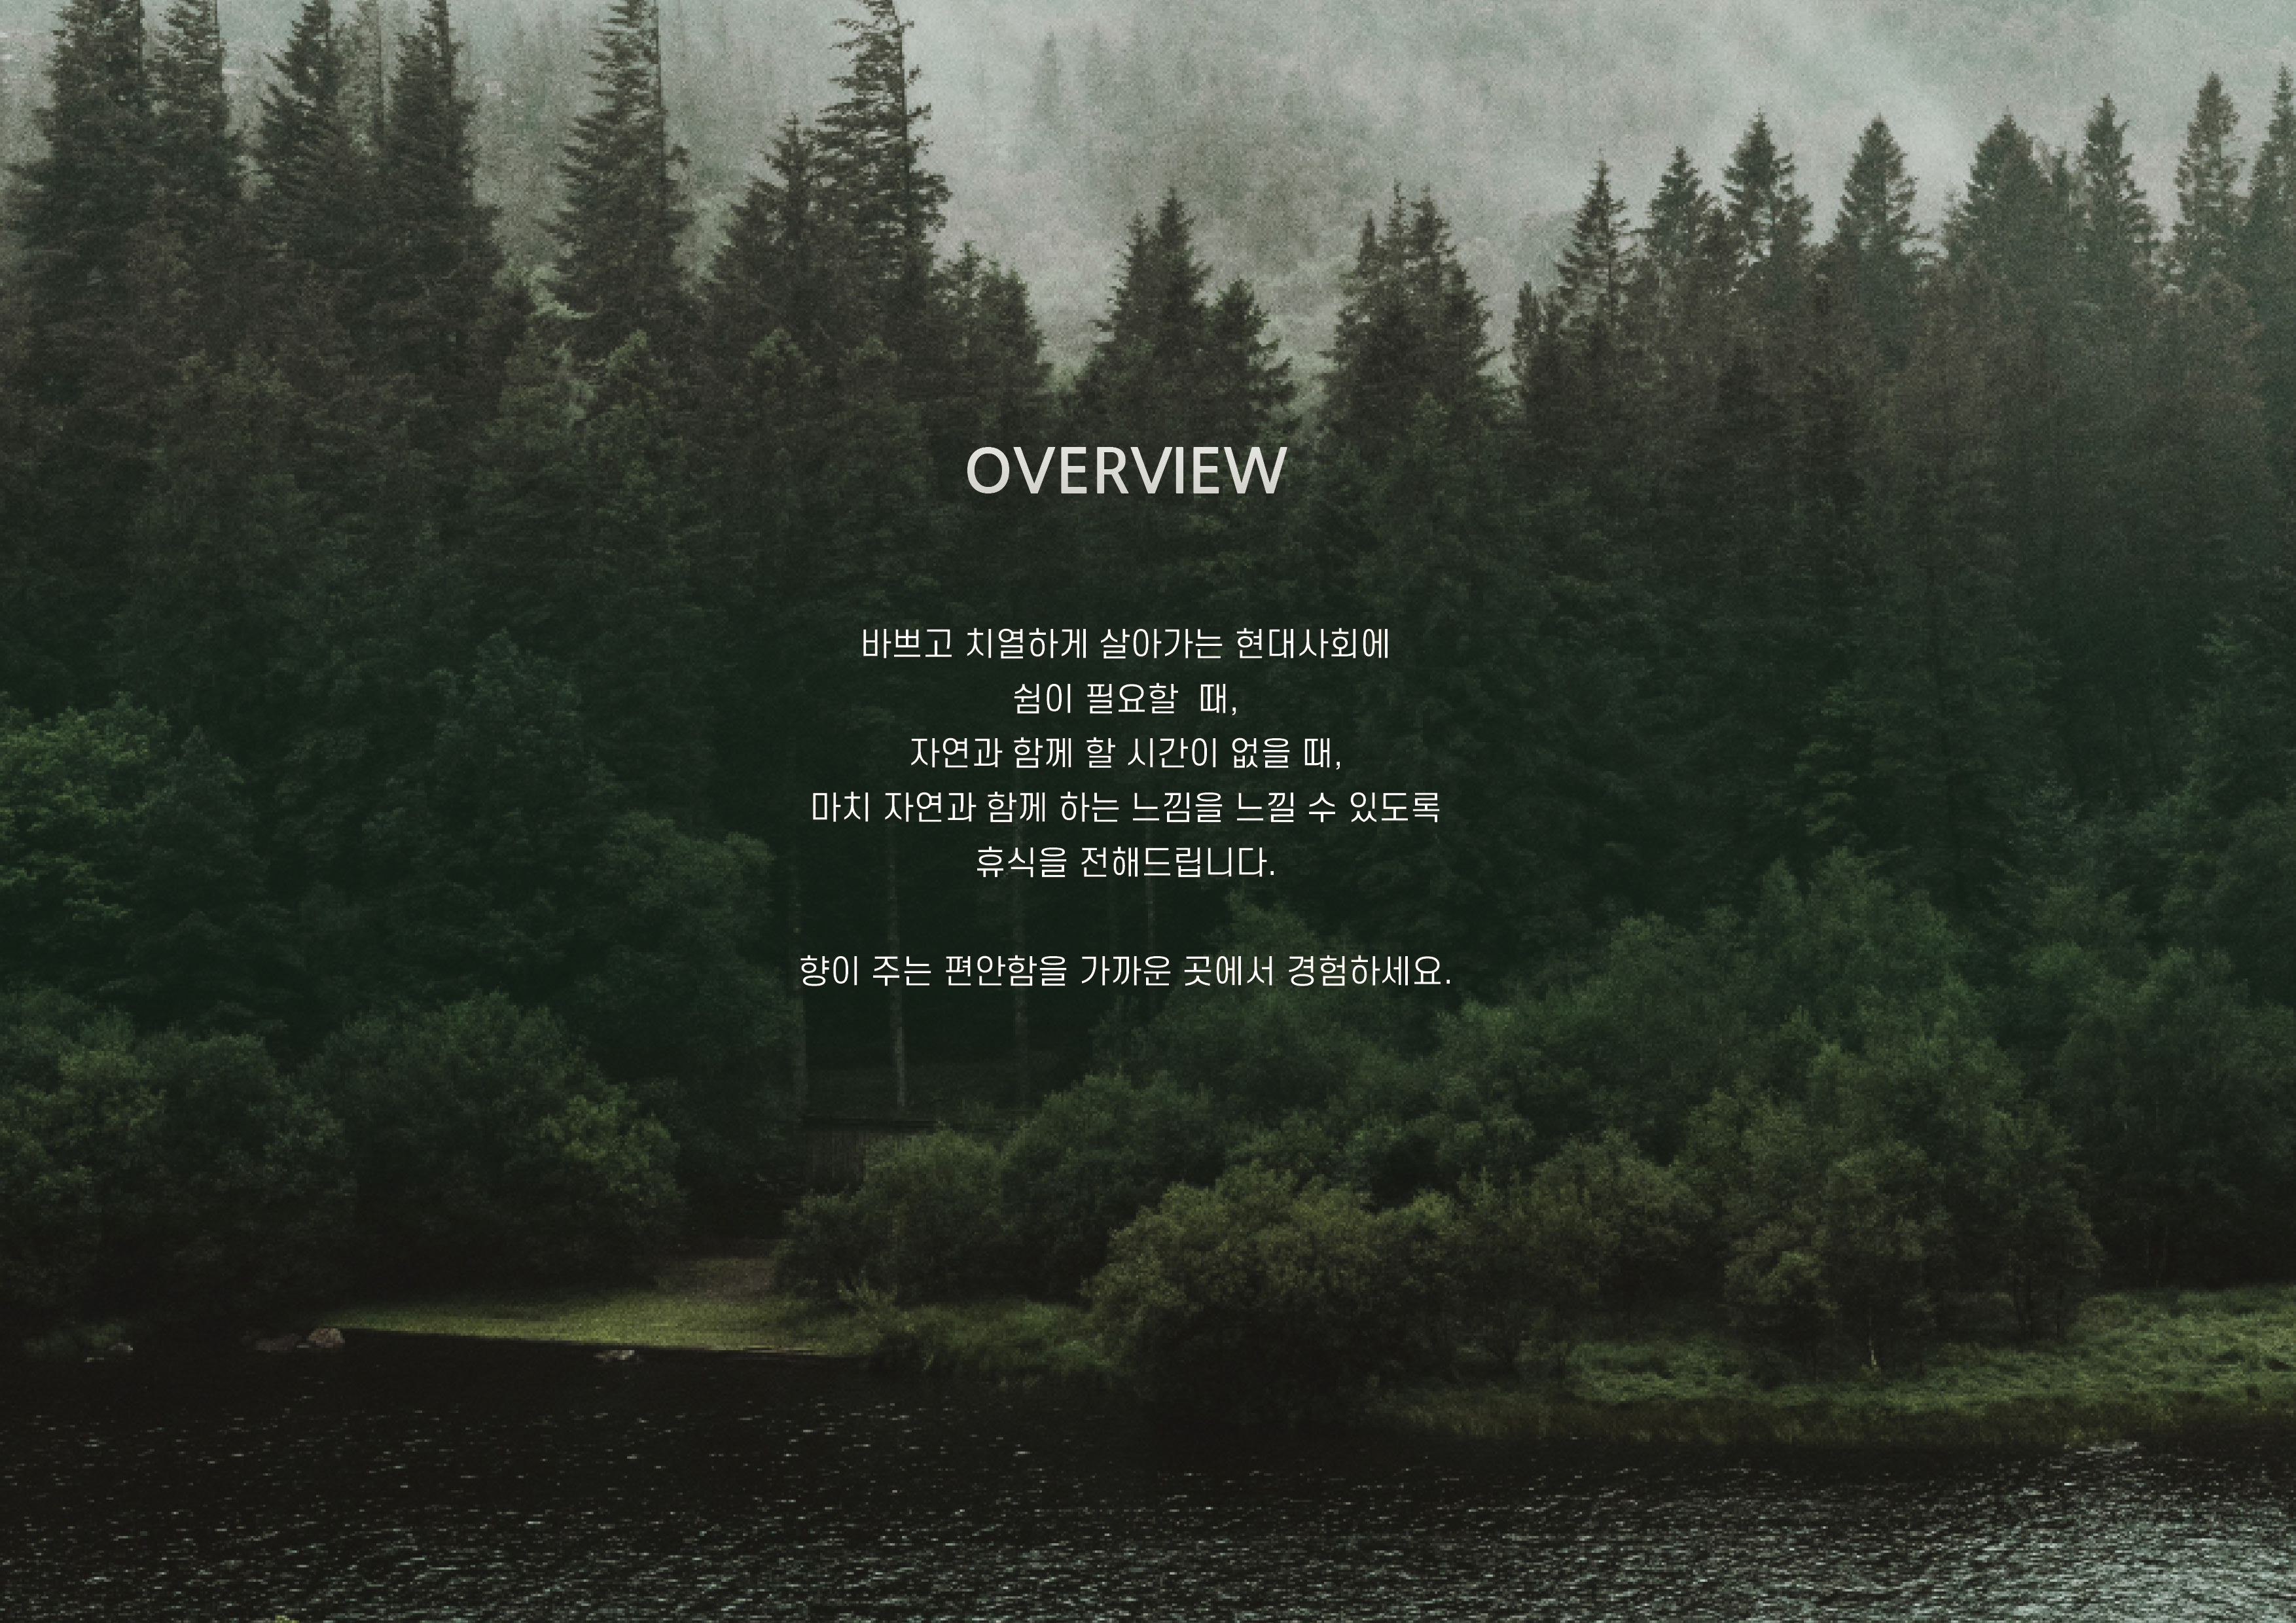 OVERVIEW
바쁘고 치열하게 살아가는 현대사회에
쉼이 필요할 때,
자연과 함께 할 시간이 없을 때,
마치 자연과 함께 하는 느낌을 느낄 수 있도록
휴식을 전해드립니다.
향이 주는 편안함을 가까운 곳에서 경험하세요.